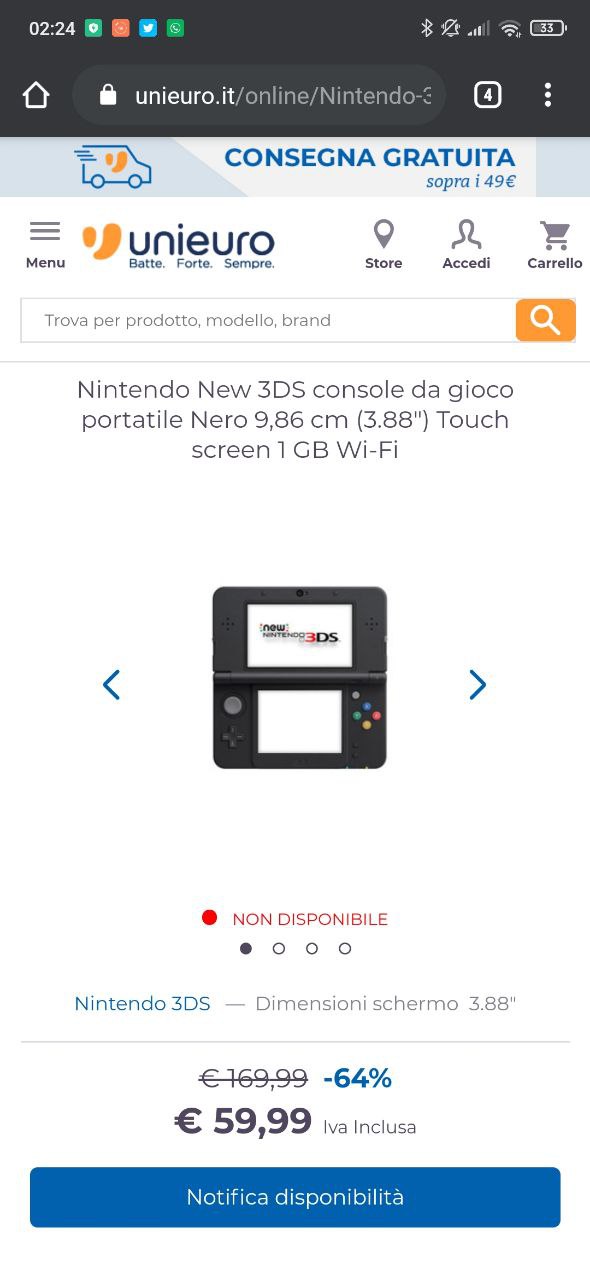 02:24
33
unieuro.it/online/Nintendo-3
4
CONSEGNA GRATUITA
sopra i 49€
Menu
unieuro
Batte. Forte. Sempre.
Store
Accedi
Carrello
Trova per prodotto, modello, brand
Nintendo New 3DS console da gioco
portatile Nero 9,86 cm (3.88") Touch
screen 1 GB Wi-Fi
new
NINTENDO 3DS
NON DISPONIBILE
Nintendo 3DS — Dimensioni schermo 3.88"
€ 169,99 -64%
€ 59,99 Iva Inclusa
Notifica disponibilità